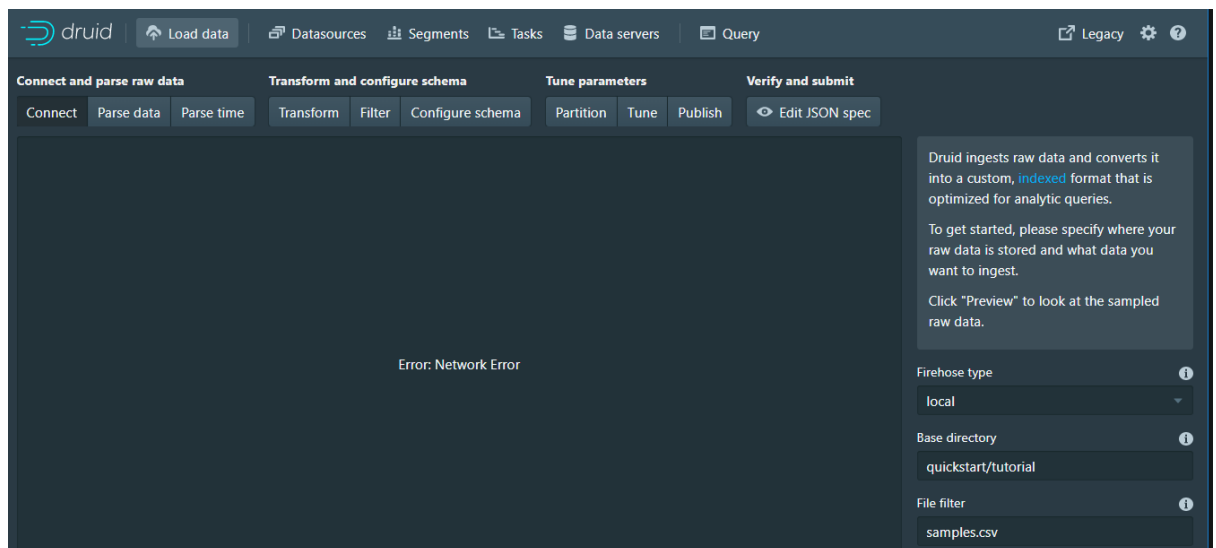 druid Load data Datasources Segments Tasks Data servers Query Legacy
Connect and parse raw data Transform and configure schema Tune parameters Verify and submit
Connect Parse data Parse time Transform Filter Configure schema Partition Tune Publish Edit JSON spec
Druid ingests raw data and converts it
into a custom, indexed format that is
optimized for analytic queries.
To get started, please specify where your
raw data is stored and what data you
want to ingest.
Click "Preview" to look at the sampled
raw data.
Error: Network Error
Firehose type
local
Base directory
quickstart/tutorial
File filter
samples.csv